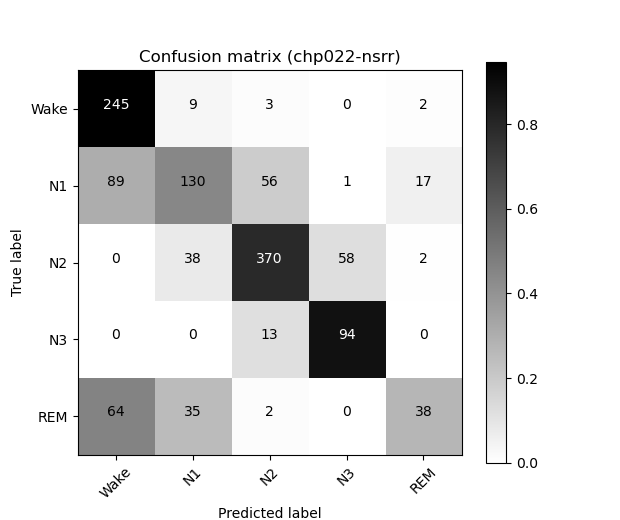 Confusion matrix (chp022-nsrr)
Wake 245 9 3 0 2
N1 89 130 56 1 17
N2 0 38 370 58 2
N3 0 0 13 94 0
REM 64 35 2 0 38
Wake N1 N2 N3 REM
True label
Predicted label
0.8
0.6
0.4
0.2
0.0